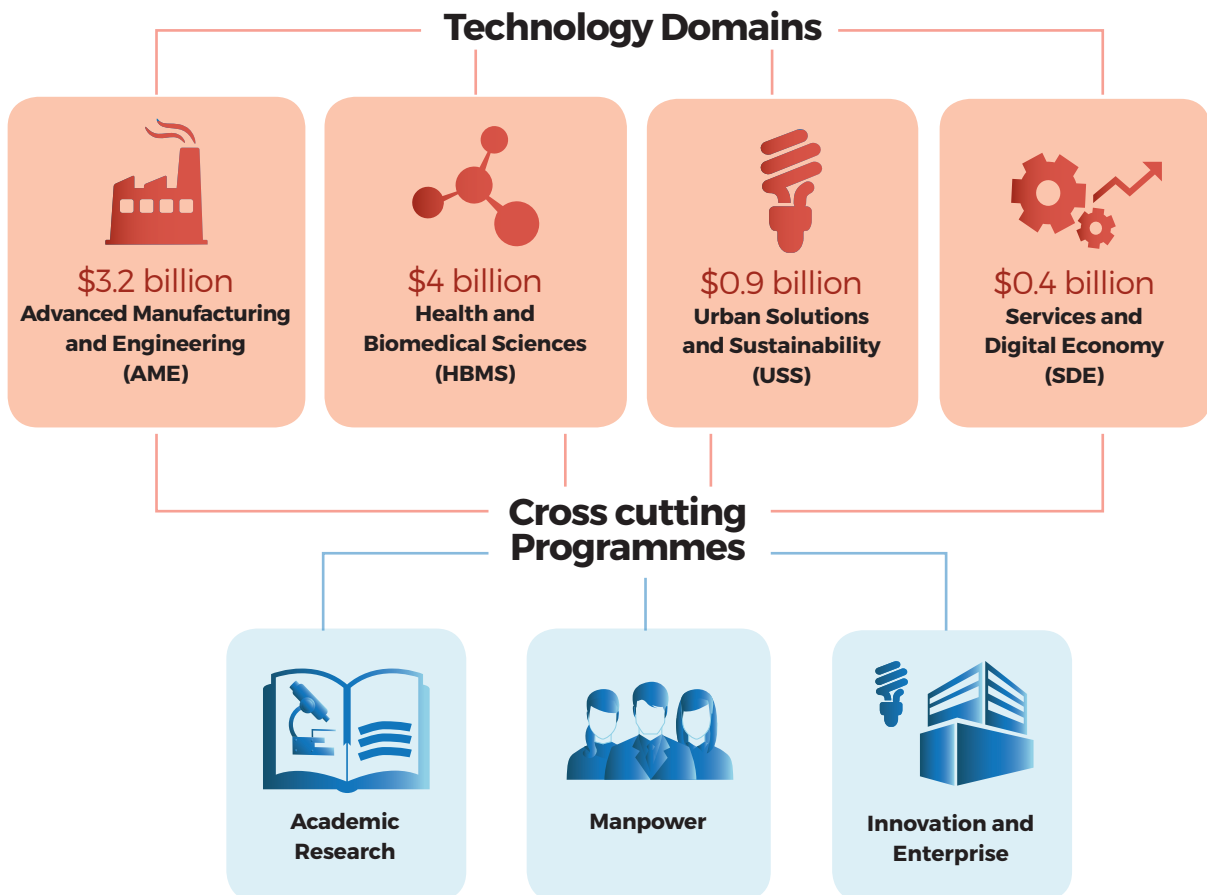 Technology Domains
$3.2 billion
Advanced Manufacturing
and Engineering
(AME)
$4 billion
Health and
Biomedical Sciences
(HBMS)
$0.9 billion
Urban Solutions
and Sustainability
(USS)
$0.4 billion
Services and
Digital Economy
(SDE)
Cross cutting
Programmes
Academic
Research
Manpower
Innovation and
Enterprise